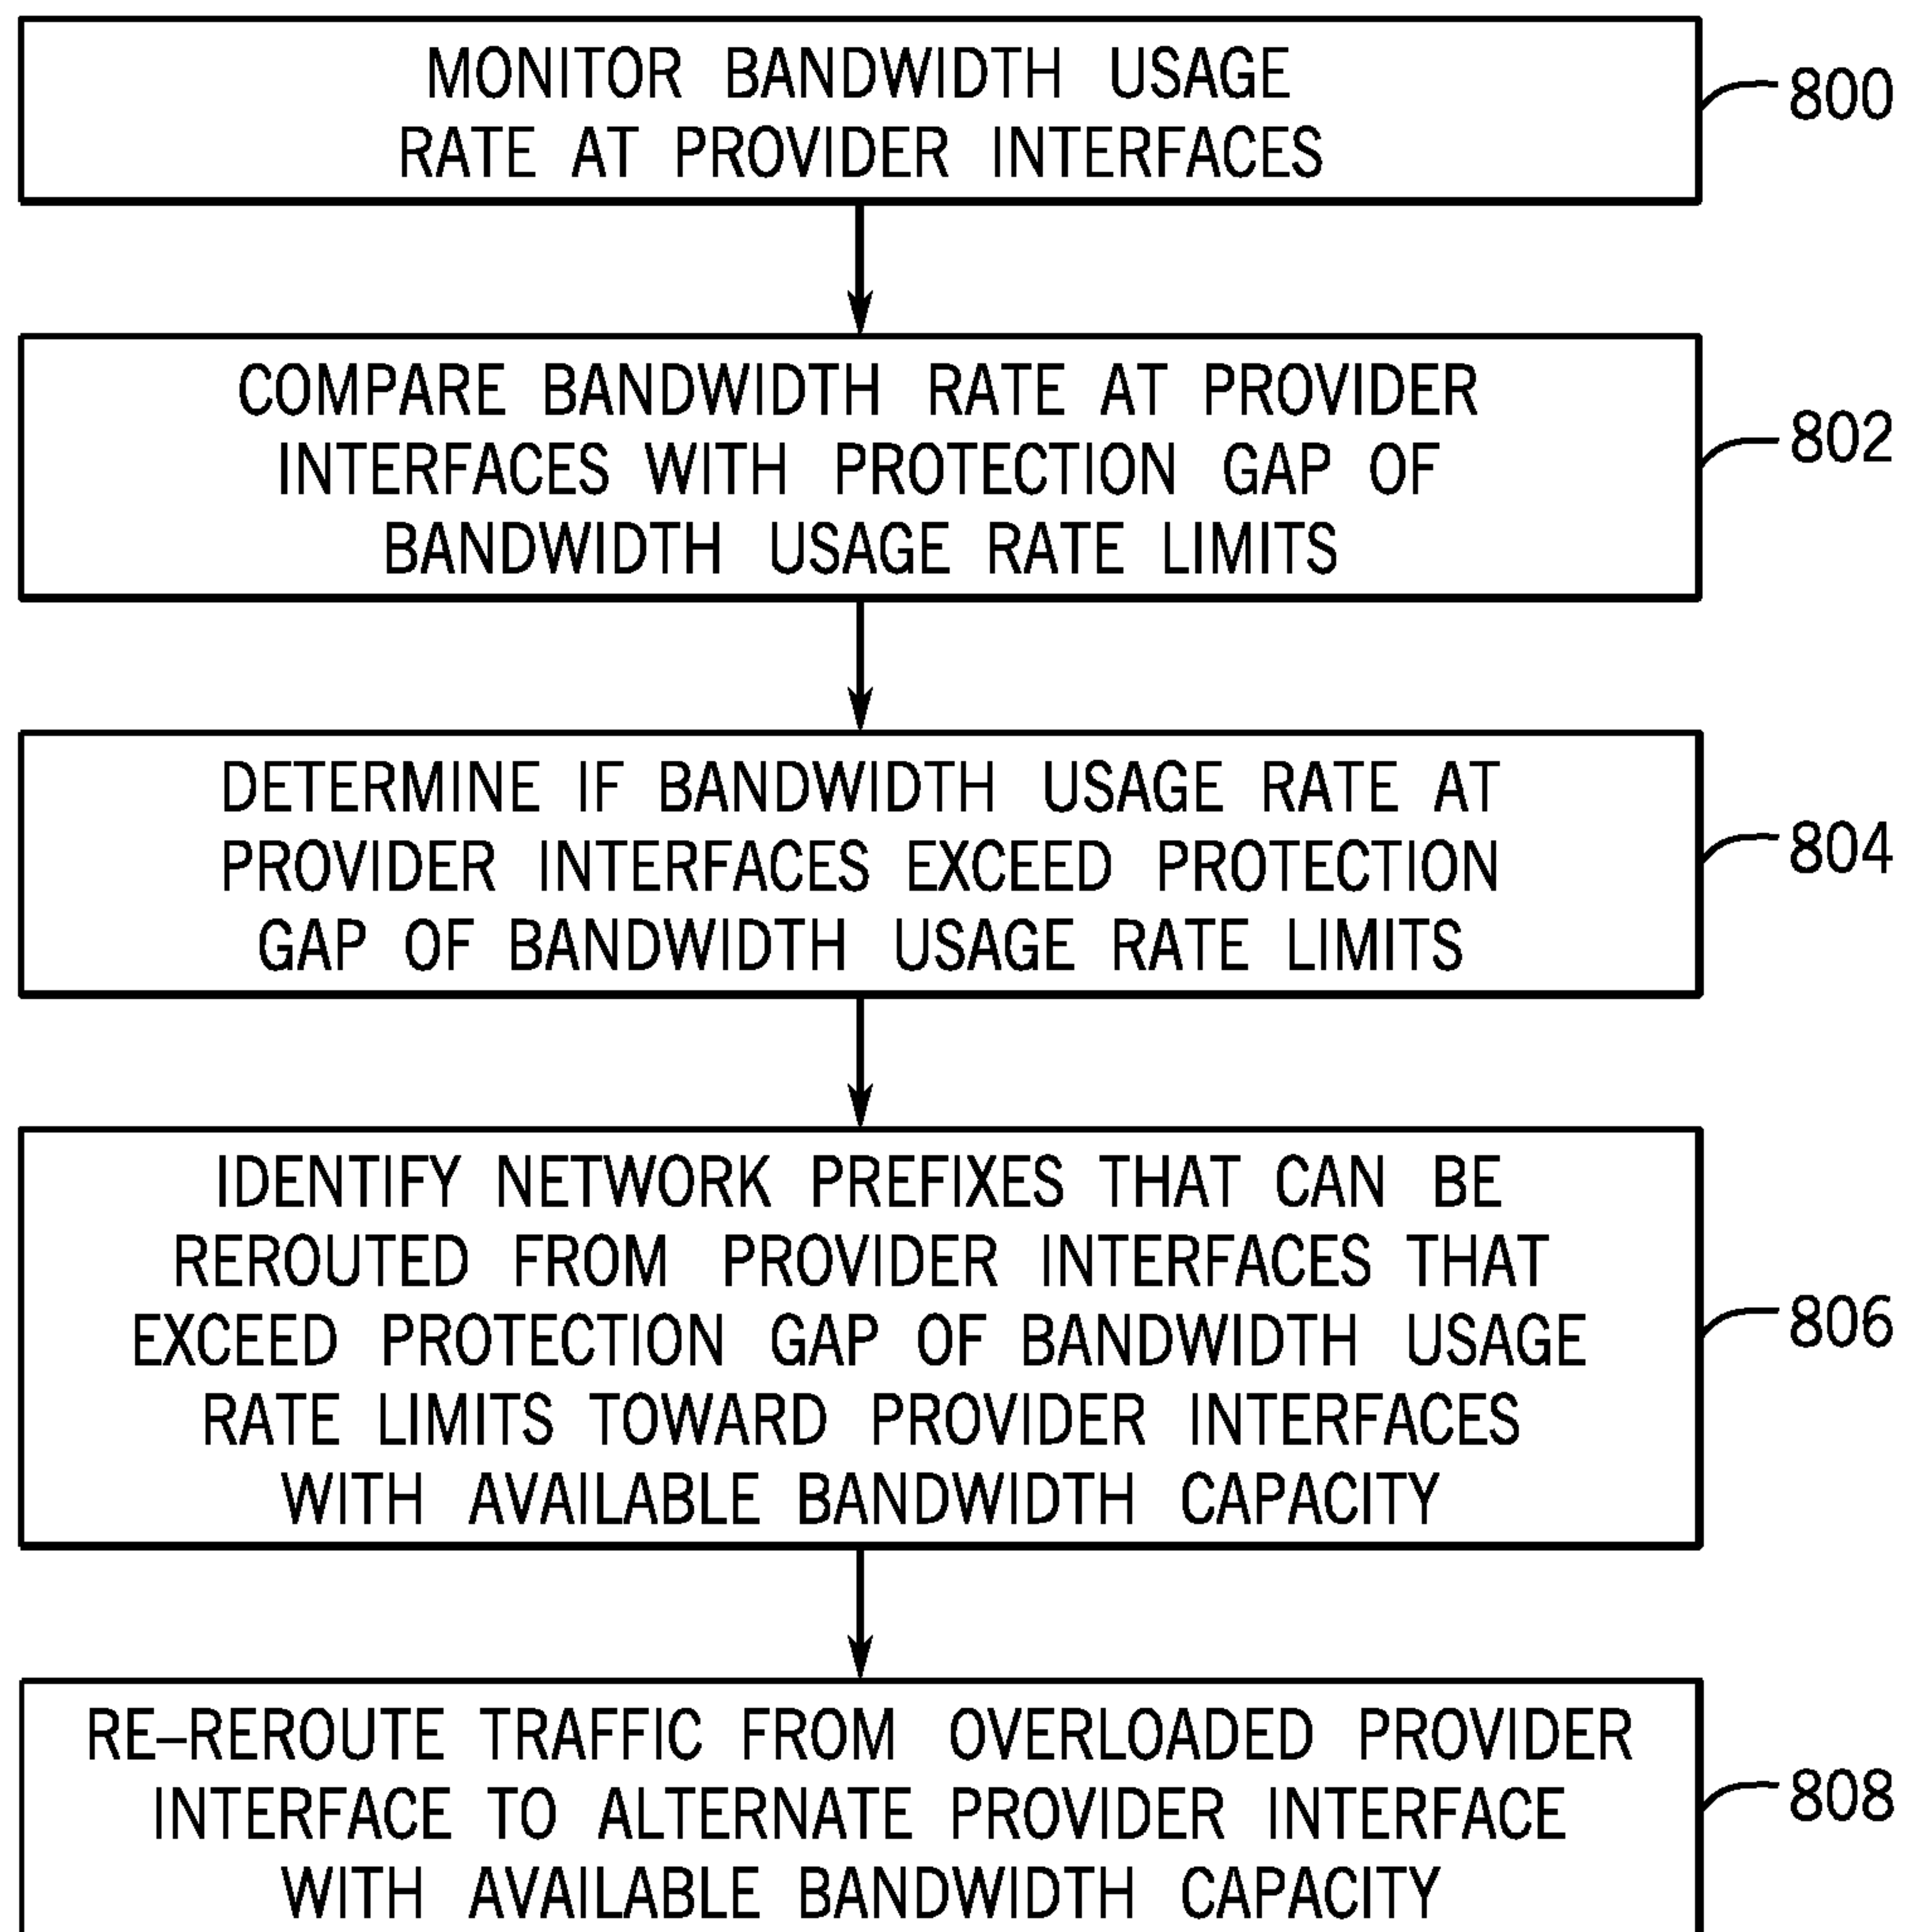 MONITOR BANDWIDTH USAGE
RATE AT PROVIDER INTERFACES
800
COMPARE BANDWIDTH RATE AT PROVIDER
INTERFACES WITH PROTECTION GAP OF
BANDWIDTH USAGE RATE LIMITS
802
DETERMINE IF BANDWIDTH USAGE RATE AT
PROVIDER INTERFACES EXCEED PROTECTION
GAP OF BANDWIDTH USAGE RATE LIMITS
804
IDENTIFY NETWORK PREFIXES THAT CAN BE
REROUTED FROM PROVIDER INTERFACES THAT
EXCEED PROTECTION GAP OF BANDWIDTH USAGE
RATE LIMITS TOWARD PROVIDER INTERFACES
WITH AVAILABLE BANDWIDTH CAPACITY
806
RE-REROUTE TRAFFIC FROM OVERLOADED PROVIDER
INTERFACE TO ALTERNATE PROVIDER INTERFACE
WITH AVAILABLE BANDWIDTH CAPACITY
808